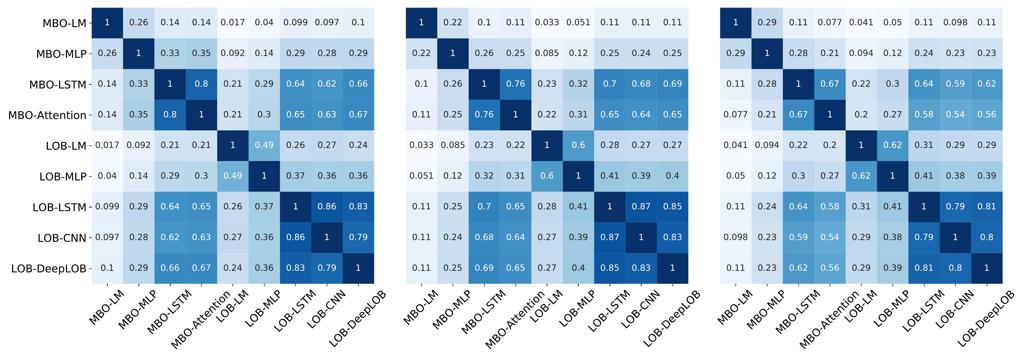 MBO-LM 1 0.26 0.14 0.14 0.017 0.04 0.099 0.097 0.1 1 0.22 0.1 0.11 0.033 0.051 0.11 0.11 0.11 1 0.29 0.11 0.077 0.041 0.05 0.11 0.098 0.11
MBO-MLP 0.26 1 0.33 0.35 0.092 0.14 0.29 0.28 0.29 0.22 1 0.26 0.25 0.085 0.12 0.25 0.24 0.25 0.29 1 0.28 0.21 0.094 0.12 0.24 0.23 0.23
MBO-LSTM 0.14 0.33 1 0.8 0.21 0.29 0.64 0.62 0.66 0.1 0.26 1 0.76 0.23 0.32 0.7 0.68 0.69 0.11 0.28 1 0.67 0.22 0.3 0.64 0.59 0.62
MBO-Attention 0.14 0.35 0.8 1 0.21 0.3 0.65 0.63 0.67 0.11 0.25 0.76 1 0.22 0.31 0.65 0.64 0.65 0.077 0.21 0.67 1 0.2 0.27 0.58 0.54 0.56
LOB-LM 0.017 0.092 0.21 0.21 1 0.49 0.26 0.27 0.24 0.033 0.085 0.23 0.22 1 0.6 0.28 0.27 0.27 0.041 0.094 0.22 0.2 1 0.62 0.31 0.29 0.29
LOB-MLP 0.04 0.14 0.29 0.3 0.49 1 0.37 0.36 0.36 0.051 0.12 0.32 0.31 0.6 1 0.41 0.39 0.4 0.05 0.12 0.3 0.27 0.62 1 0.41 0.38 0.39
LOB-LSTM 0.099 0.29 0.64 0.65 0.26 0.37 1 0.86 0.83 0.11 0.25 0.7 0.65 0.28 0.41 1 0.87 0.85 0.11 0.24 0.64 0.58 0.31 0.41 1 0.79 0.81
LOB-CNN 0.097 0.28 0.62 0.63 0.27 0.36 0.86 1 0.79 0.11 0.24 0.68 0.64 0.27 0.39 0.87 1 0.83 0.098 0.23 0.59 0.54 0.29 0.38 0.79 1 0.8
LOB-DeepLOB 0.1 0.29 0.66 0.67 0.24 0.36 0.83 0.79 1 0.11 0.25 0.69 0.65 0.27 0.4 0.85 0.83 1 0.11 0.23 0.62 0.56 0.29 0.39 0.81 0.8 1
MBO-LM MBO-MLP MBO-LSTM MBO-Attention LOB-LM LOB-MLP LOB-LSTM LOB-CNN LOB-DeepLOB MBO-LM MBO-MLP MBO-LSTM MBO-Attention LOB-LM LOB-MLP LOB-LSTM LOB-CNN LOB-DeepLOB MBO-LM MBO-MLP MBO-LSTM MBO-Attention LOB-LM LOB-MLP LOB-LSTM LOB-CNN LOB-DeepLOB